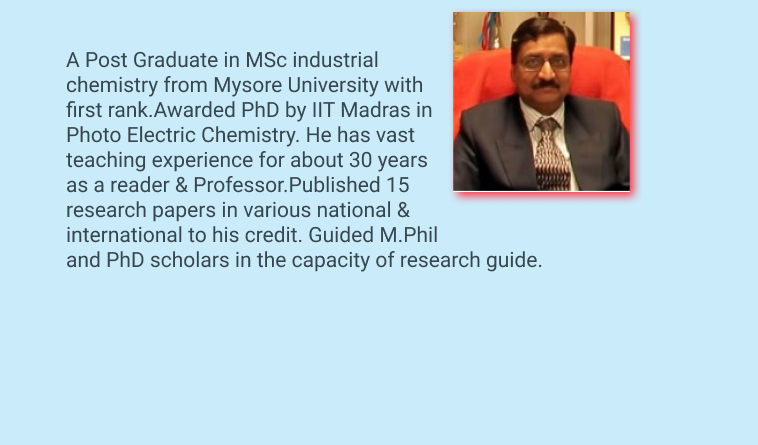 A Post Graduate in MSc industrial
chemistry from Mysore University with
first rank.Awarded PhD by IIT Madras in
Photo Electric Chemistry. He has vast
teaching experience for about 30 years
as a reader & Professor.Published 15
research papers in various national &
international to his credit. Guided M.Phil
and PhD scholars in the capacity of research guide.